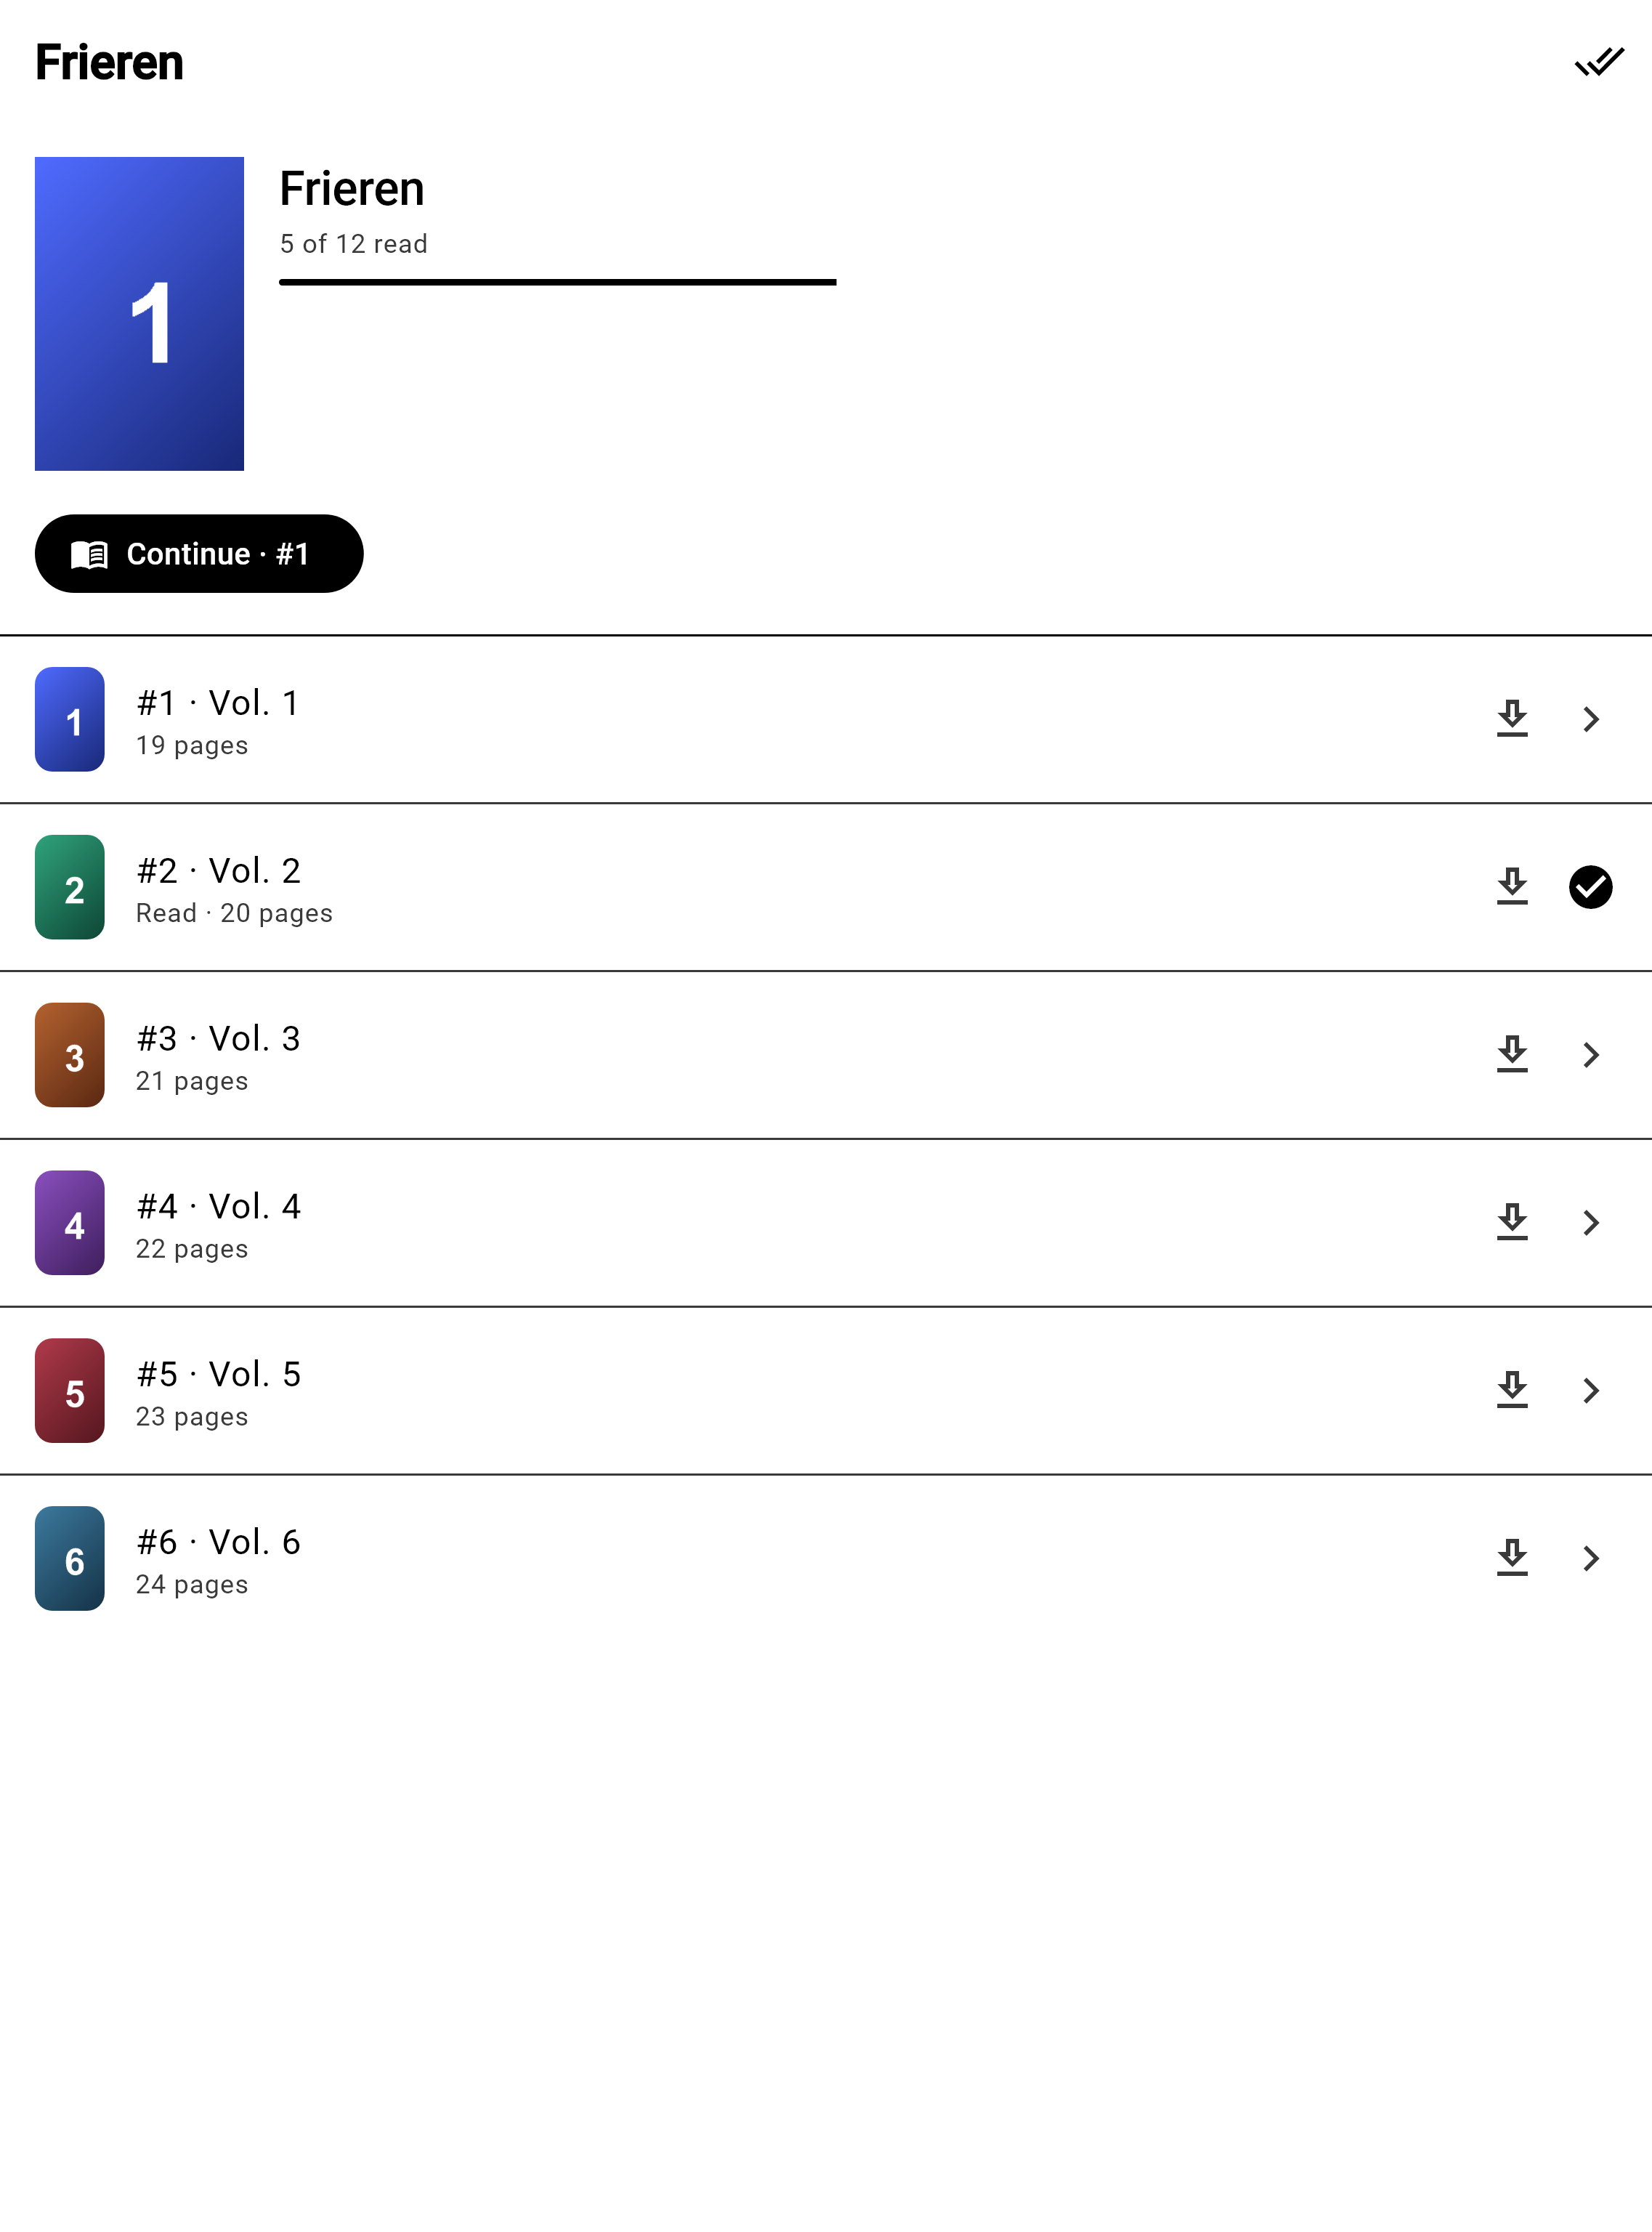 Frieren
1
Frieren
5 of 12 read
Continue · #1
1
#1 · Vol. 1
19 pages
2
#2 · Vol. 2
Read · 20 pages
3
#3 · Vol. 3
21 pages
4
#4 · Vol. 4
22 pages
5
#5 · Vol. 5
23 pages
6
#6 · Vol. 6
24 pages